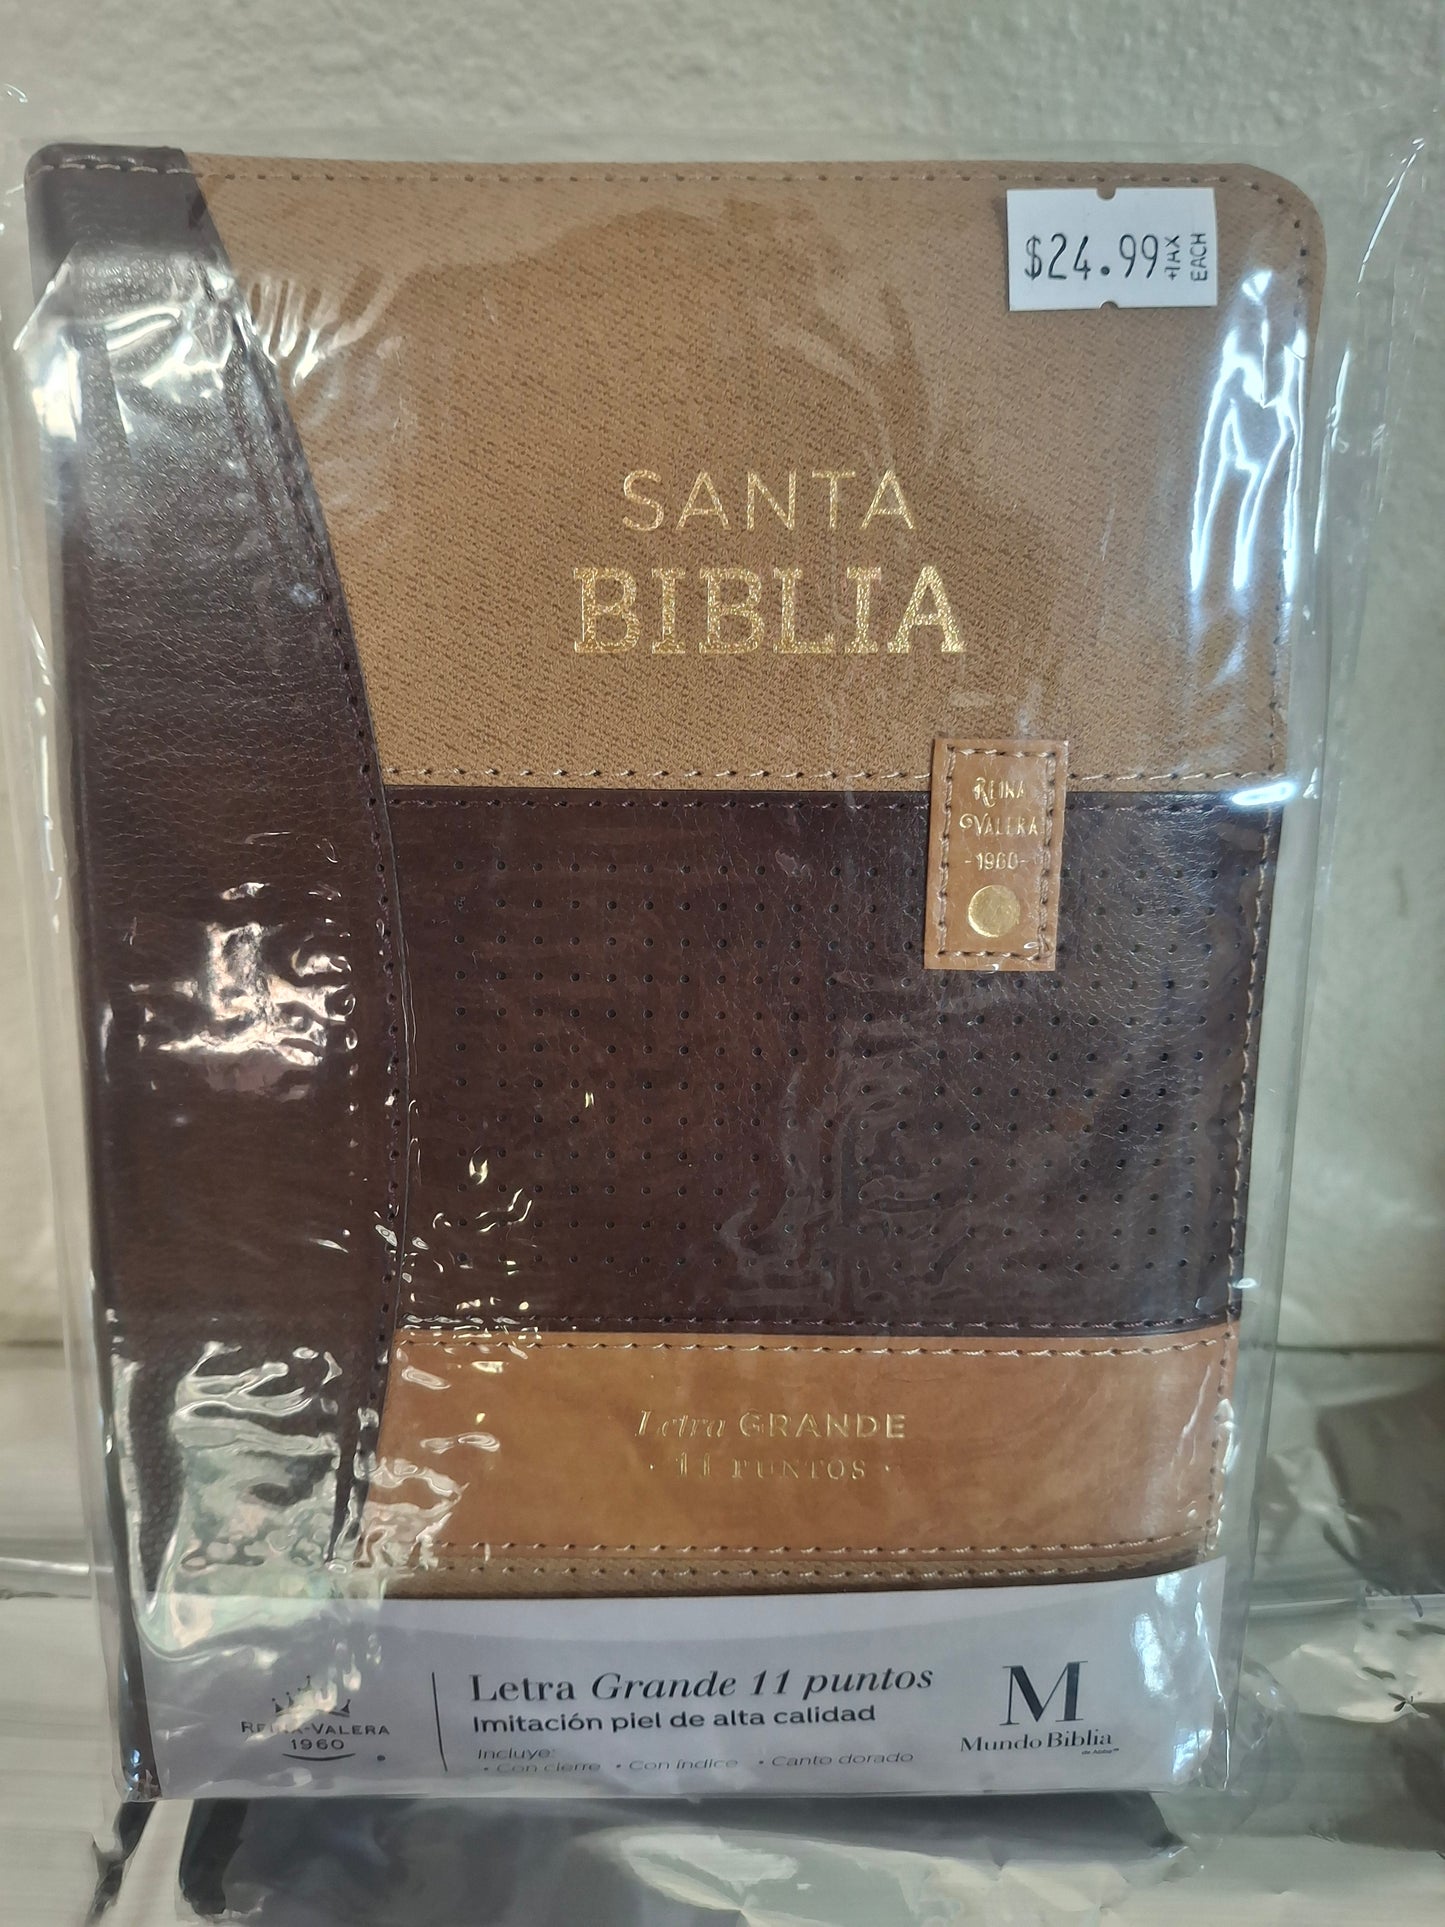 $24.99 +TAX EACH
SANTA
BIBLIA
REINA
VALERA
-1960-
Letra GRANDE
· 11 PUNTOS ·
REINA-VALERA
1960
Letra Grande 11 puntos
Imitación piel de alta calidad
Incluye:
• Con cierre • Con índice • Canto dorado
M
Mundo Biblia